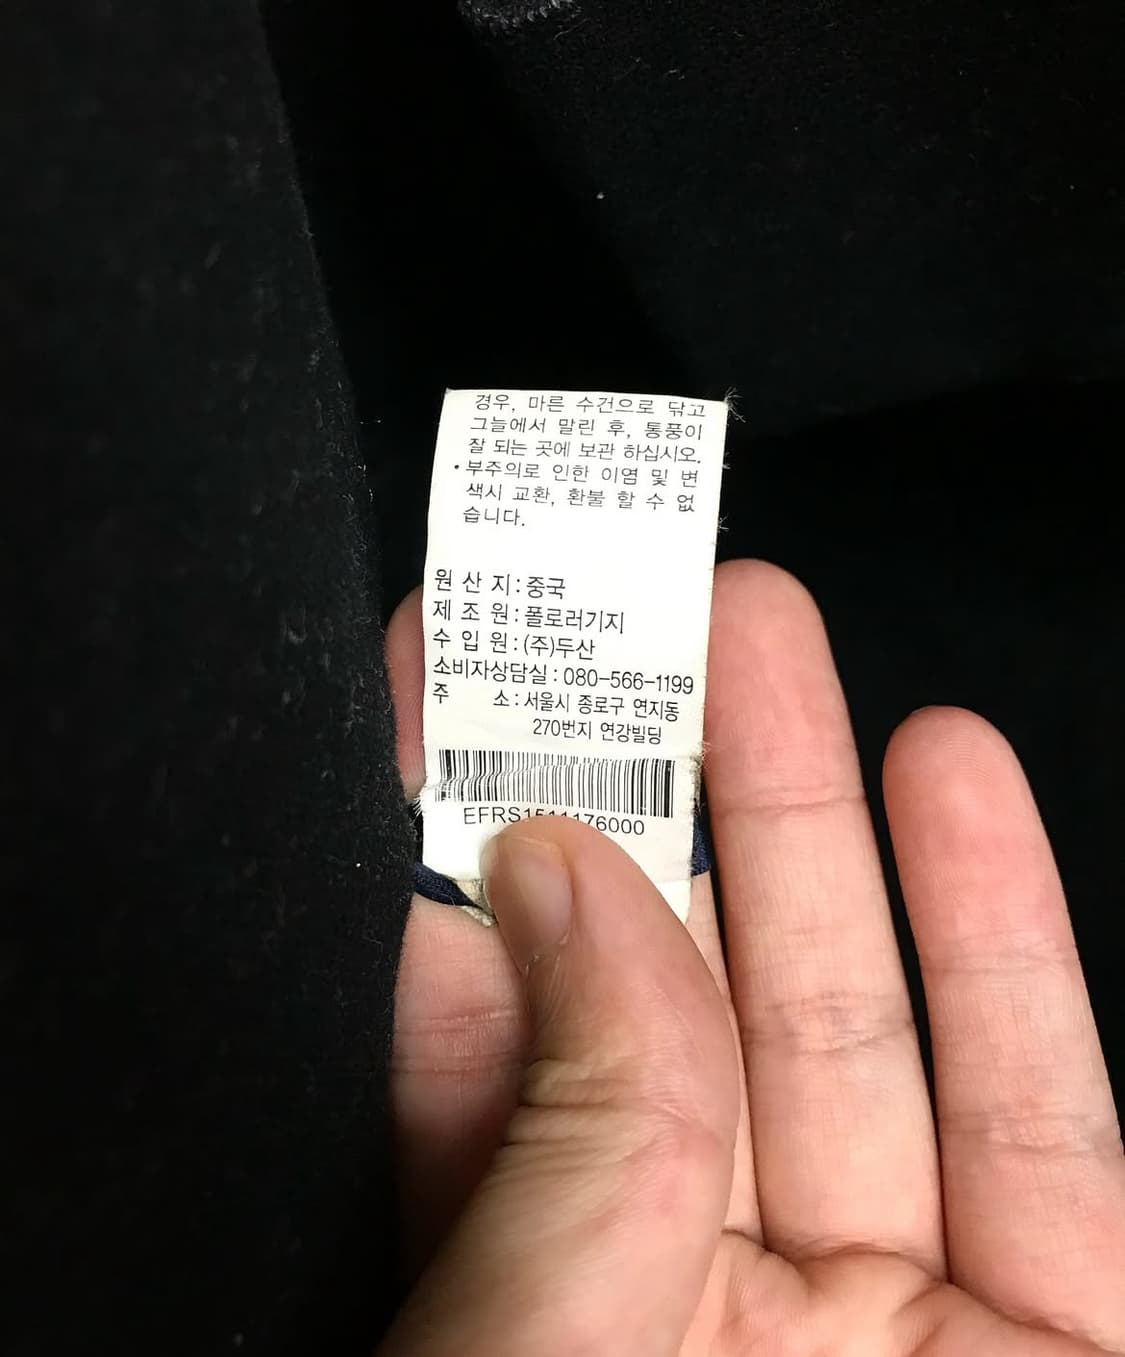 경우, 마른 수건으로 닦고
그늘에서 말린 후, 통풍이
잘 되는 곳에 보관 하십시오.
• 부주의로 인한 이염 및 변
색시 교환, 환불 할 수 없
습니다.
원 산 지 : 중국
제 조 원 : 폴로러기지
수 입 원 : (주)두산
소비자상담실 : 080-566-1199
주 소 : 서울시 종로구 연지동
270번지 연강빌딩